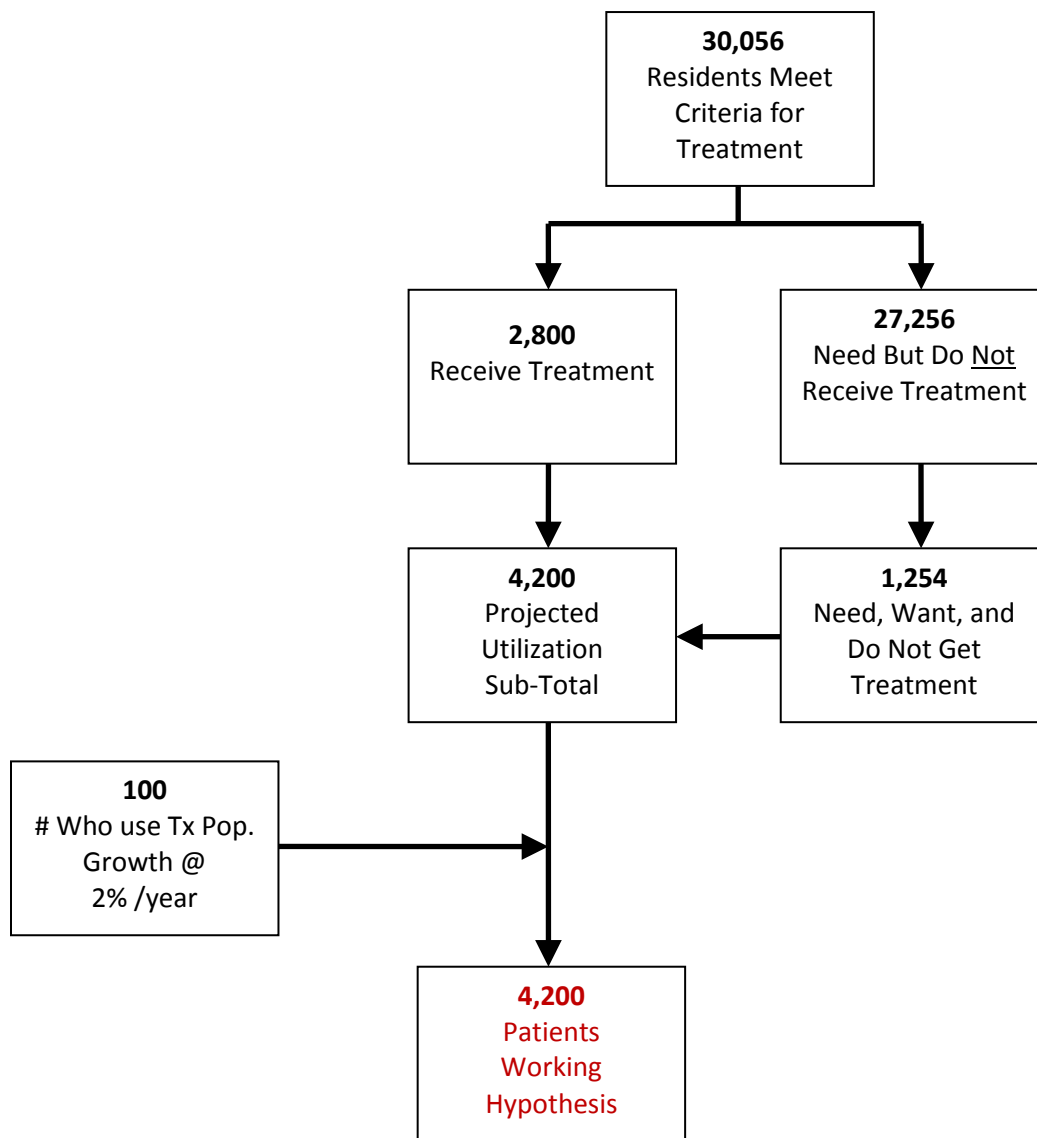 30,056
Residents Meet
Criteria for
Treatment
2,800
Receive Treatment
27,256
Need But Do Not
Receive Treatment
4,200
Projected
Utilization
Sub-Total
1,254
Need, Want, and
Do Not Get
Treatment
100
# Who use Tx Pop.
Growth @
2% /year
4,200
Patients
Working
Hypothesis